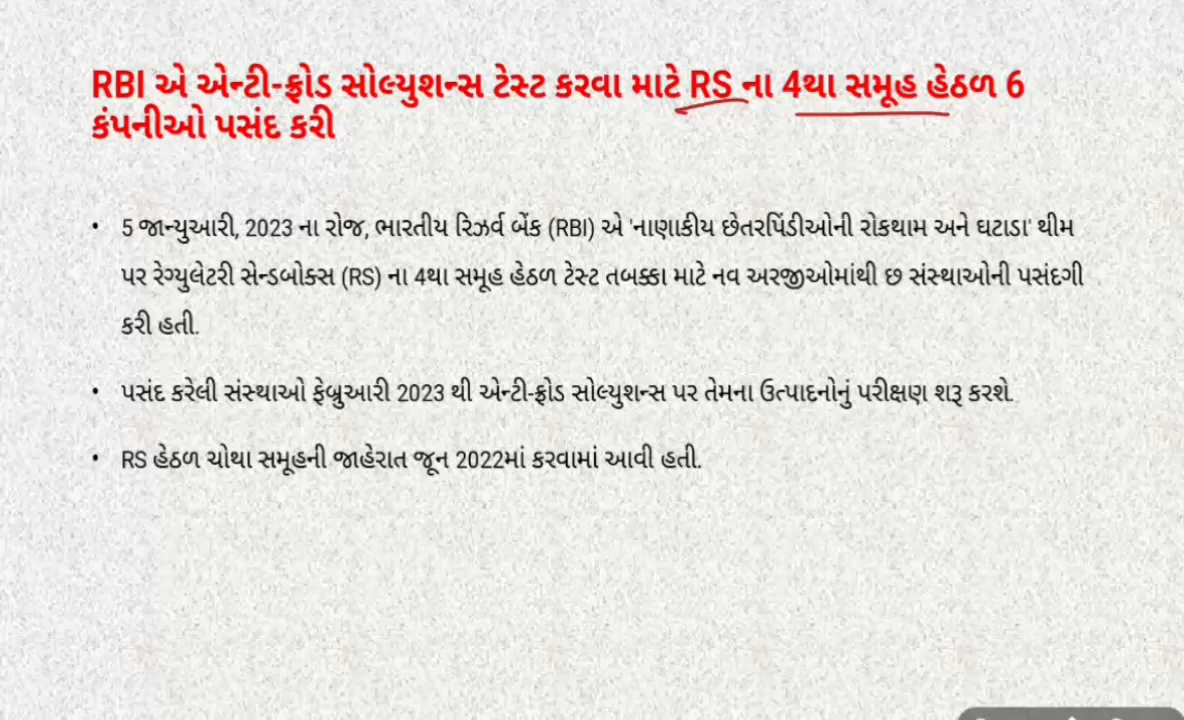 RBI એ એન્ટી-ફ્રોડ સોલ્યુશન્સ ટેસ્ટ કરવા માટે RS ના 4થા સમૂહ હેઠળ 6
કંપનીઓ પસંદ કરી
• 5 જાન્યુઆરી, 2023 ના રોજ, ભારતીય રિઝર્વ બેંક (RBI) એ 'નાણાકીય છેતરપિંડીઓની રોકથામ અને ઘટાડા' થીમ
પર રેગ્યુલેટરી સેન્ડબોક્સ (RS) ના 4થા સમૂહ હેઠળ ટેસ્ટ તબક્કા માટે નવ અરજીઓમાંથી છ સંસ્થાઓની પસંદગી
કરી હતી.
• પસંદ કરેલી સંસ્થાઓ ફેબ્રુઆરી 2023 થી એન્ટી-ફ્રોડ સોલ્યુશન્સ પર તેમના ઉત્પાદનોનું પરીક્ષણ શરૂ કરશે.
• RS હેઠળ ચોથા સમૂહની જાહેરાત જૂન 2022માં કરવામાં આવી હતી.